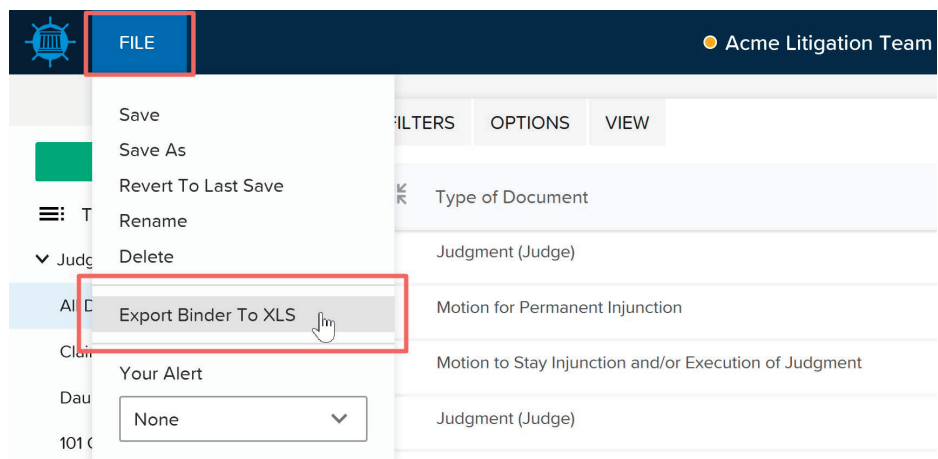 FILE
Acme Litigation Team
Save
Save As
Revert To Last Save
Rename
Delete
Export Binder To XLS
Your Alert
None
OPTIONS VIEW
Type of Document
Judgment (Judge)
Motion for Permanent Injunction
Motion to Stay Injunction and/or Execution of Judgment
Judgment (Judge)
101